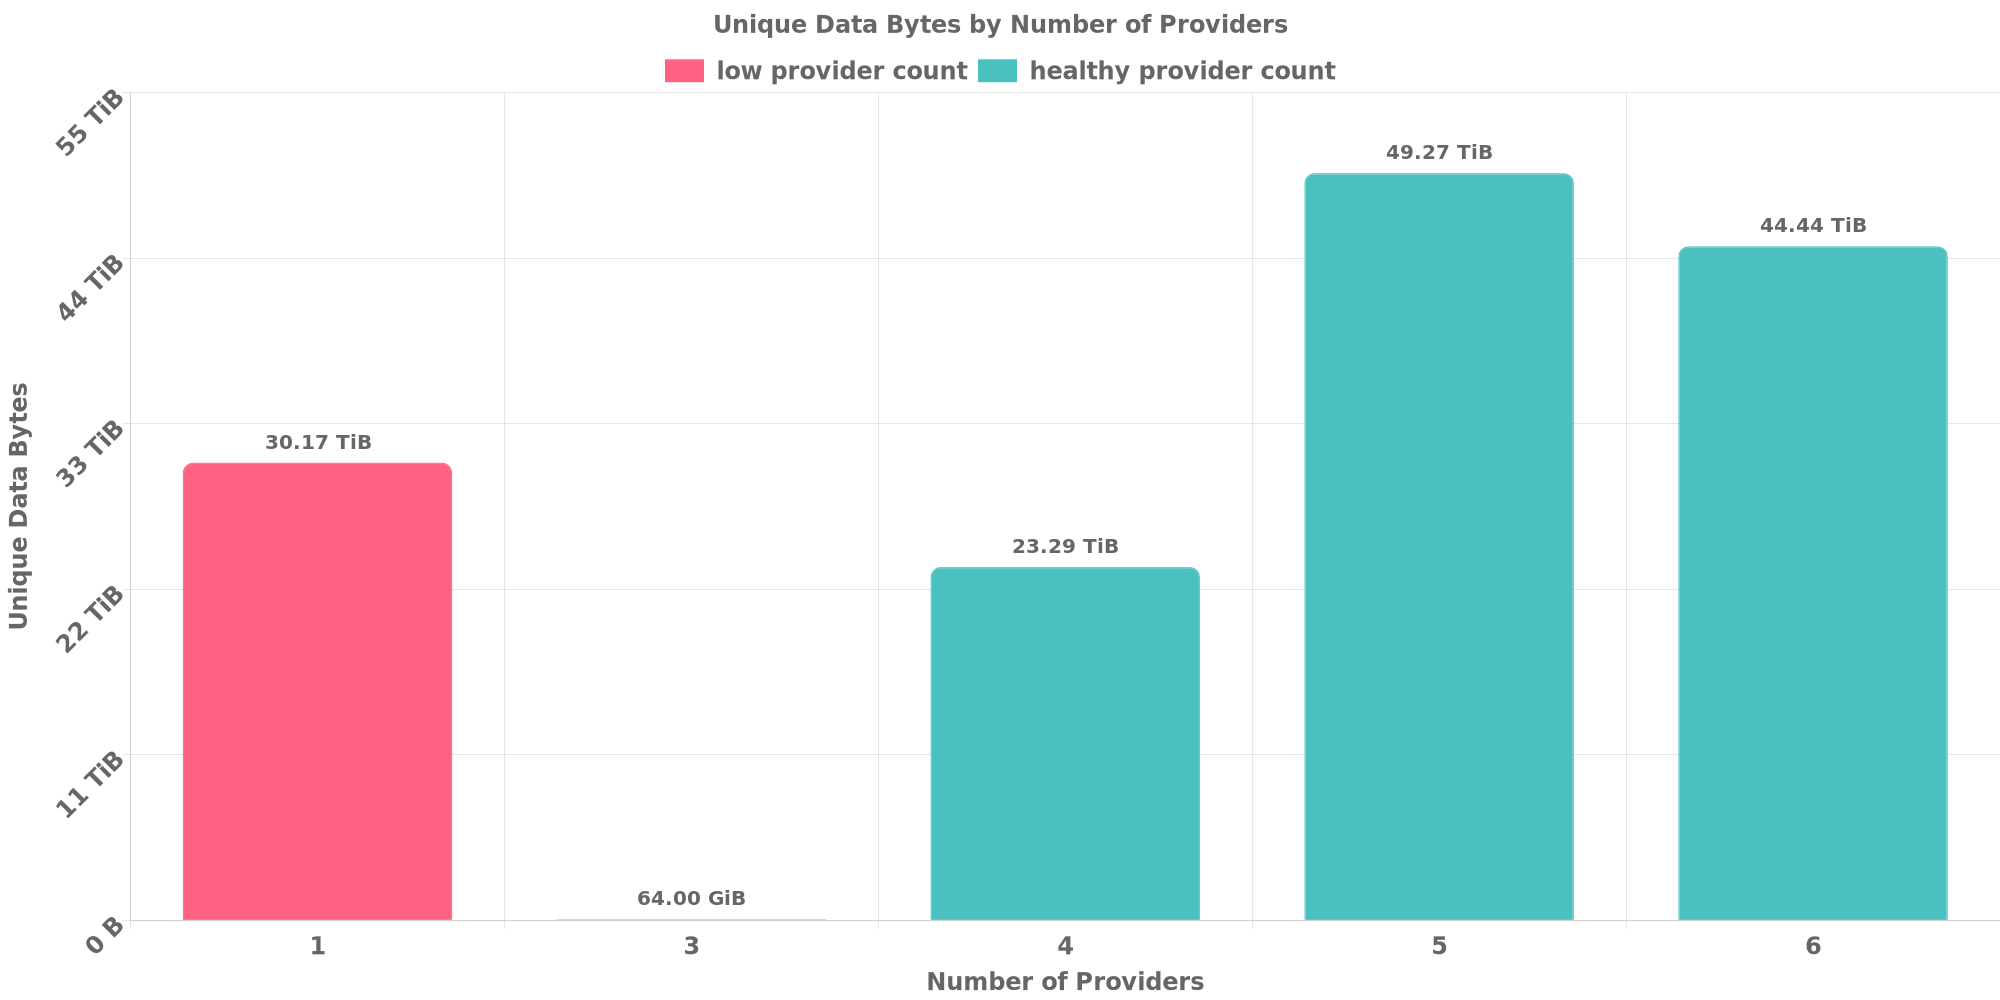 Unique Data Bytes by Number of Providers
low provider count healthy provider count
55 TiB
44 TiB
33 TiB
22 TiB
11 TiB
0 B
Unique Data Bytes
30.17 TiB
64.00 GiB
23.29 TiB
49.27 TiB
44.44 TiB
1 3 4 5 6
Number of Providers